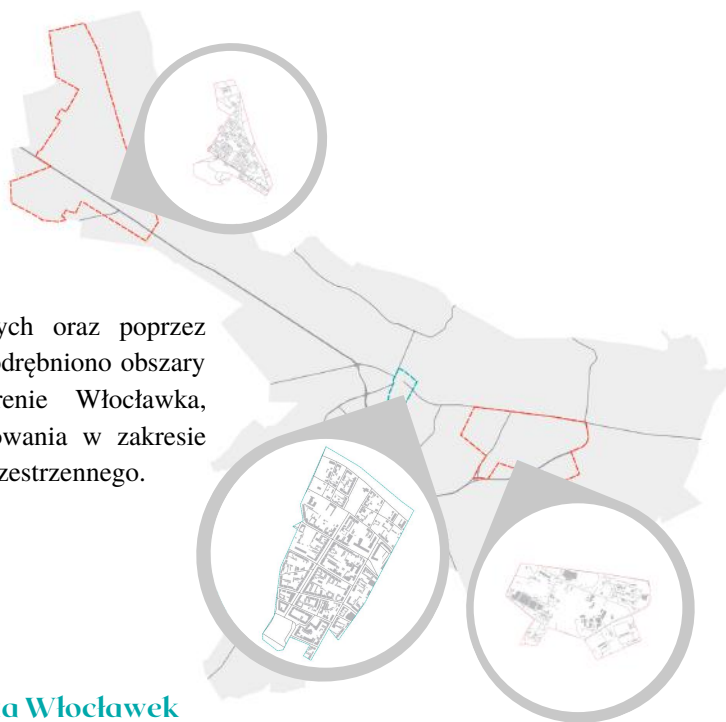 ych oraz poprzez
odrębniono obszary
renie Włocławka,
owania w zakresie
zestrzennego.
a Włocławek